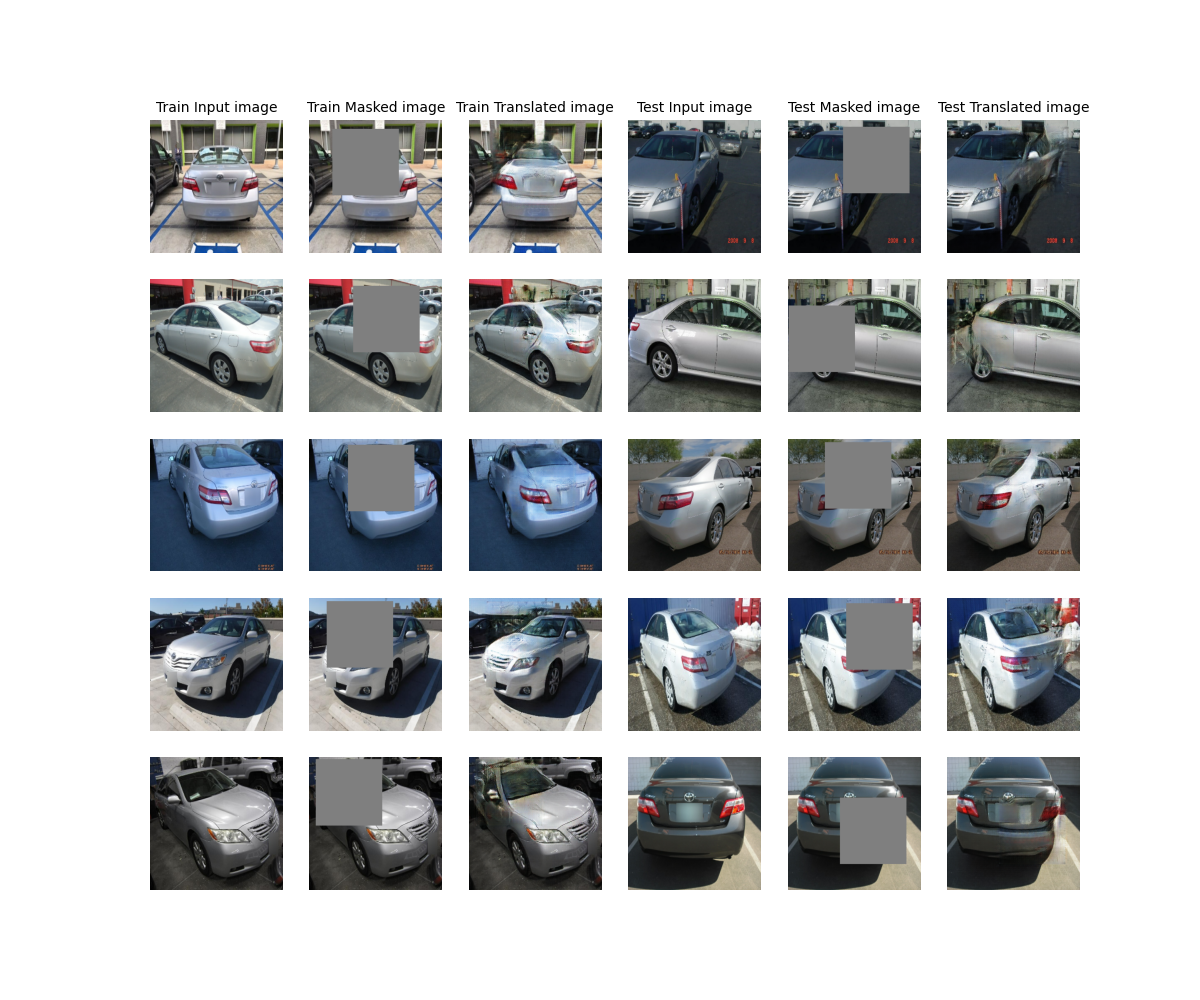 Train Input image
Train Masked image
Train Translated image
Test Input image
Test Masked image
Test Translated image